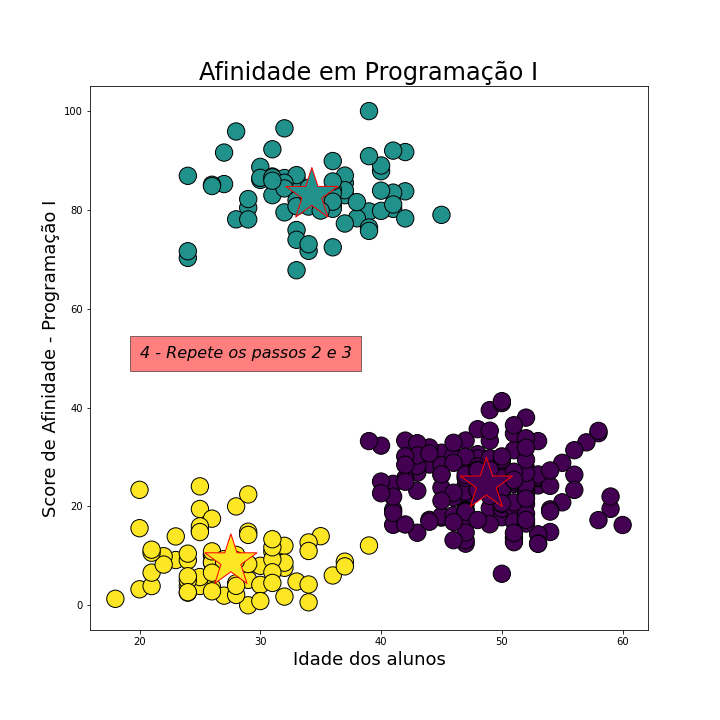 Afinidade em Programação I
100
80
60
40
20
0
Score de Afinidade - Programação I
4 - Repete os passos 2 e 3
20
30
40
50
60
Idade dos alunos